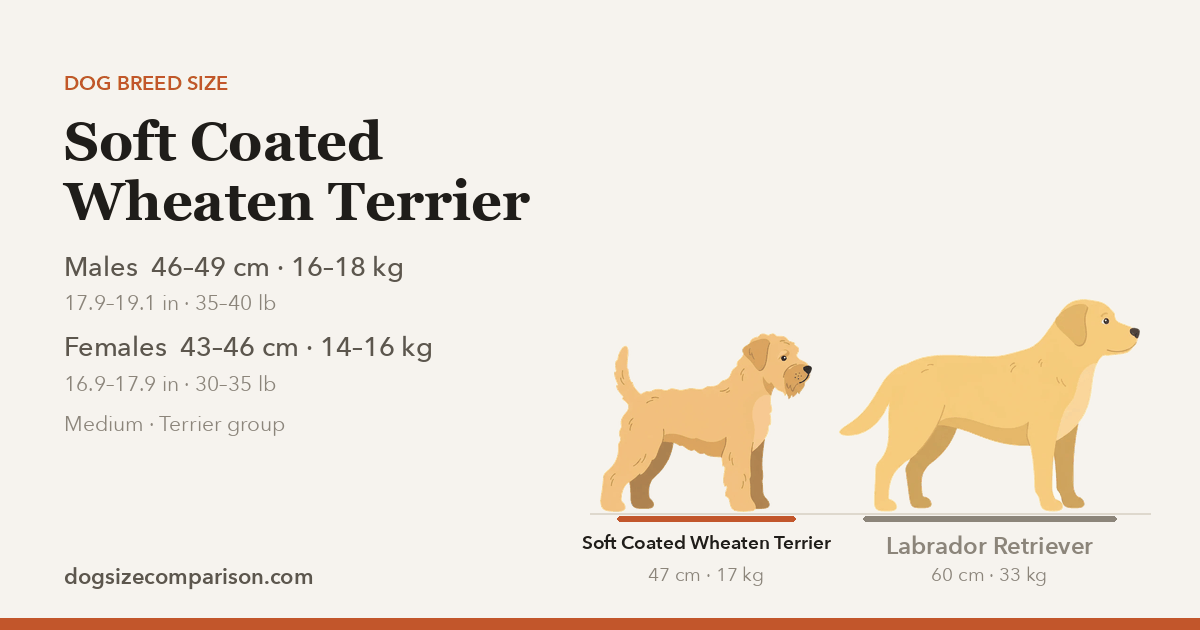 DOG BREED SIZE
Soft Coated
Wheaten Terrier
Males 46–49 cm · 16–18 kg
17.9–19.1 in · 35–40 lb
Females 43–46 cm · 14–16 kg
16.9–17.9 in · 30–35 lb
Medium · Terrier group
Soft Coated Wheaten Terrier
47 cm · 17 kg
Labrador Retriever
60 cm · 33 kg
dogsizecomparison.com